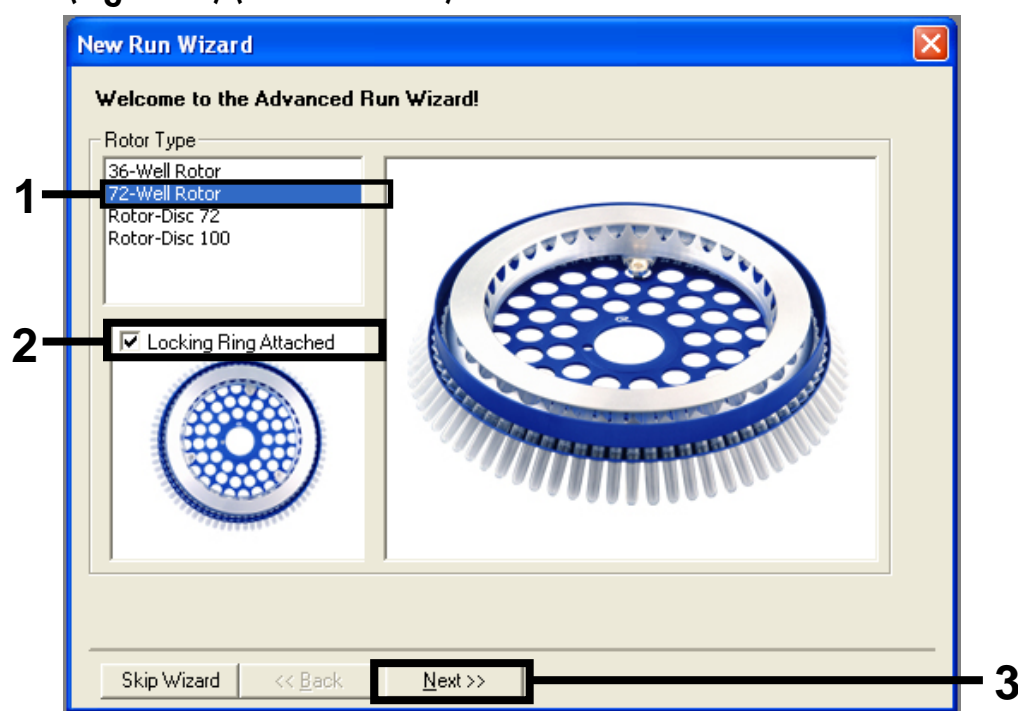 New Run Wizard
Welcome to the Advanced Run Wizard!
Rotor Type
36-Well Rotor
1
72-Well Rotor
Rotor-Disc 72
Rotor-Disc 100
2
Locking Ring Attached
Skip Wizard
<< Back
Next >>
3